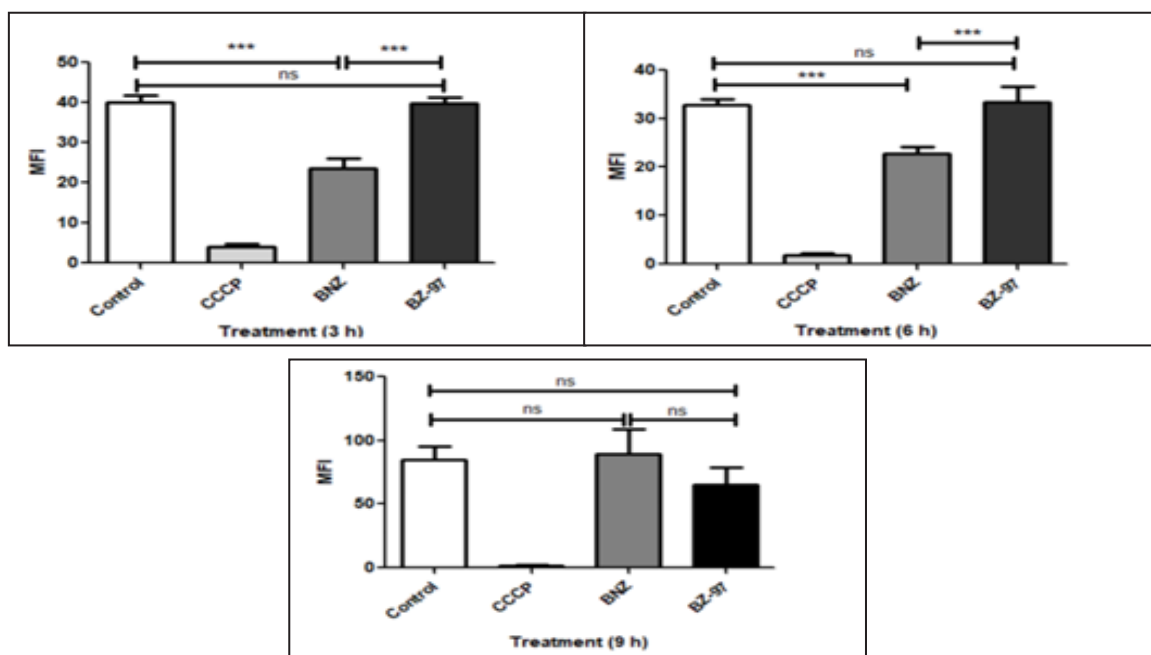 *** ***
ns
50
40
30
20
10
0
MFI
Control CCCP BNZ BZ-97
Treatment (3 h)
***
ns
***
40
30
20
10
0
MFI
Control CCCP BNZ BZ-97
Treatment (6 h)
ns
ns ns
150
100
50
0
MFI
Control CCCP BNZ BZ-97
Treatment (9 h)